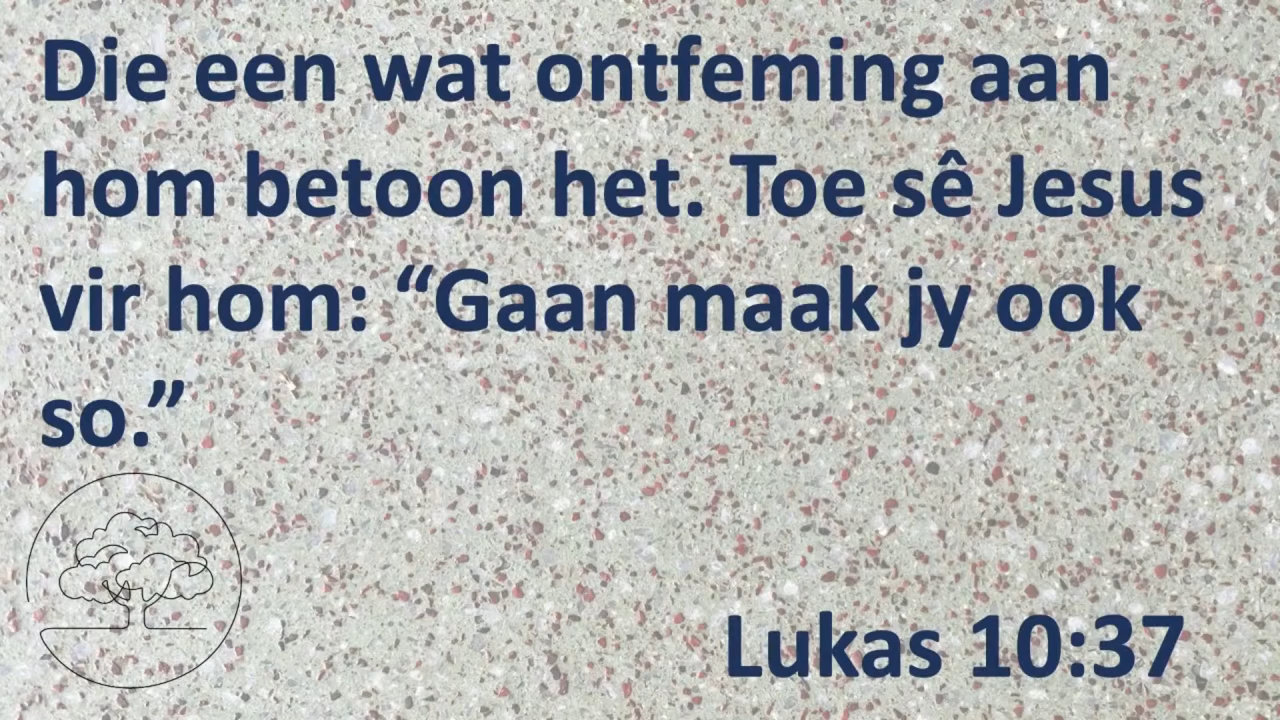 Die een wat ontfeming aan
hom betoon het. Toe sê Jesus
vir hom: “Gaan maak jy ook
so.”
Lukas 10:37